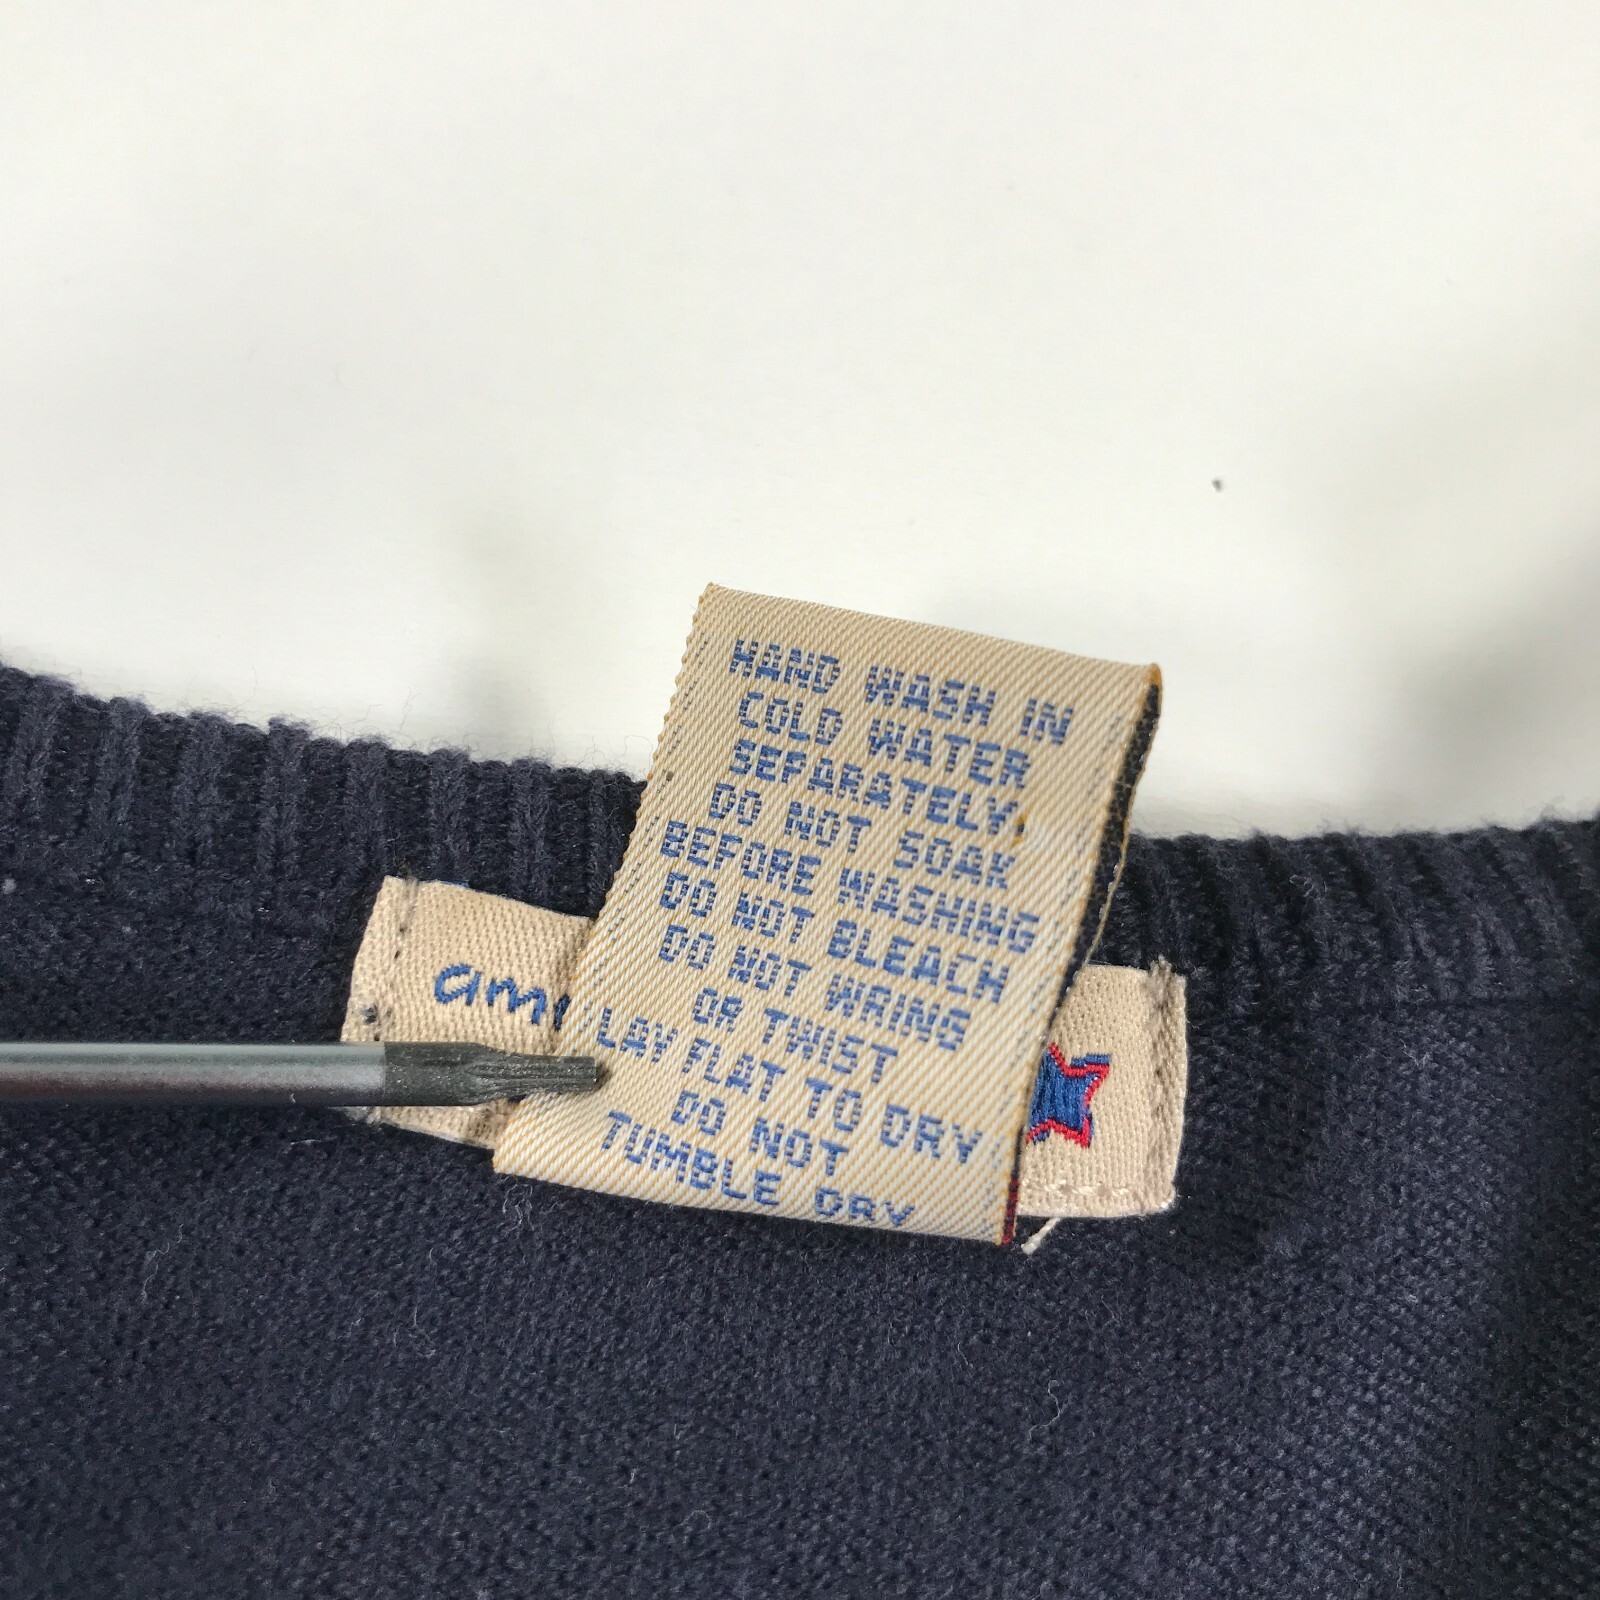 HAND WASH IN
COLD WATER
SEPARATELY.
DO NOT SOAK
BEFORE WASHING
DO NOT BLEACH
DO NOT WRING
OR TWIST
LAY FLAT TO DRY
DO NOT
TUMBLE DRY